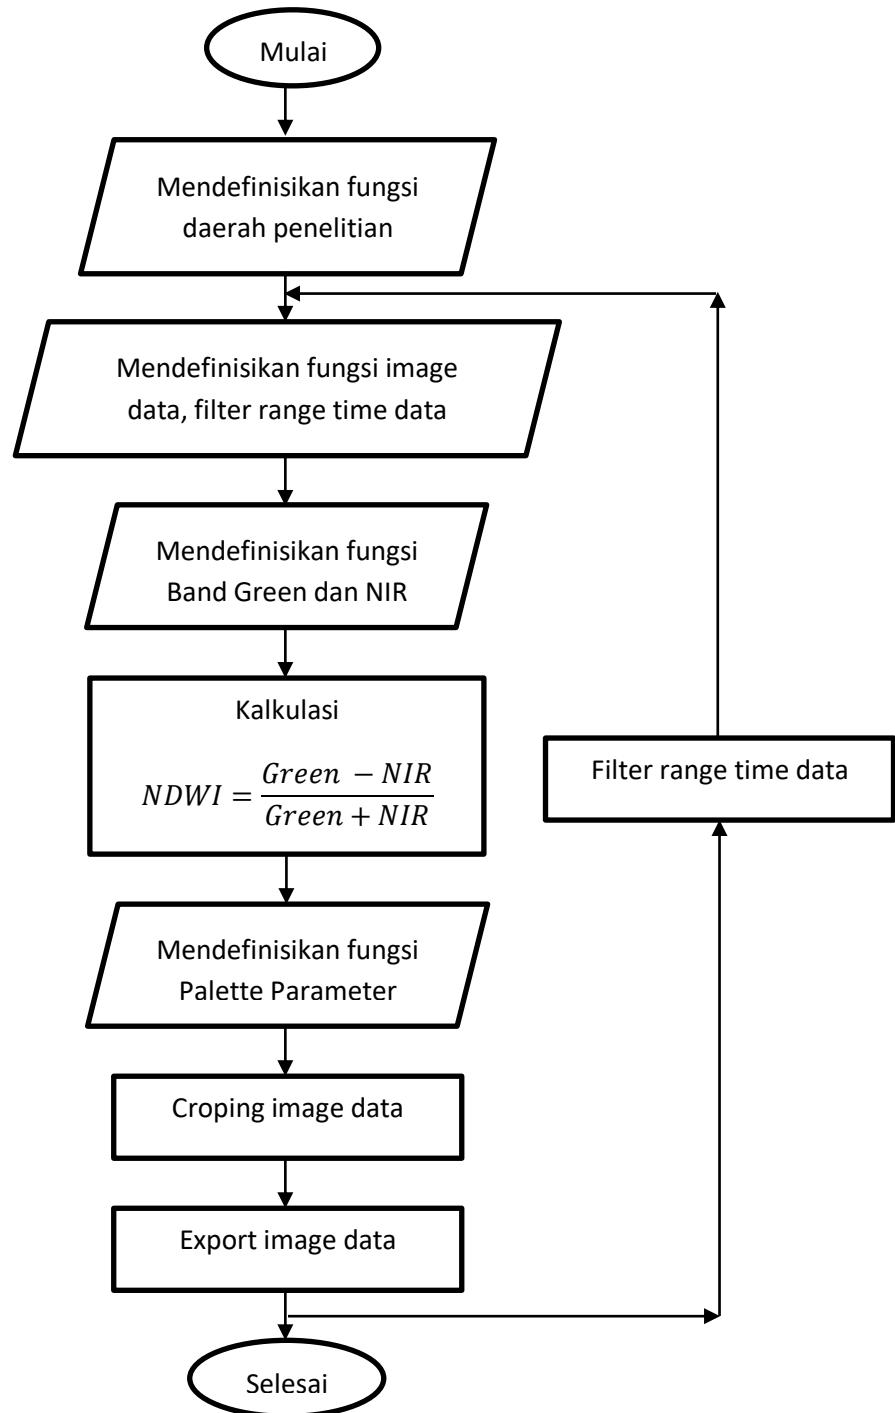 Mulai
Mendefinisikan fungsi
daerah penelitian
Mendefinisikan fungsi image
data, filter range time data
Mendefinisikan fungsi
Band Green dan NIR
Kalkulasi
NDWI = (Green − NIR) / (Green + NIR)
Filter range time data
Mendefinisikan fungsi
Palette Parameter
Croping image data
Export image data
Selesai